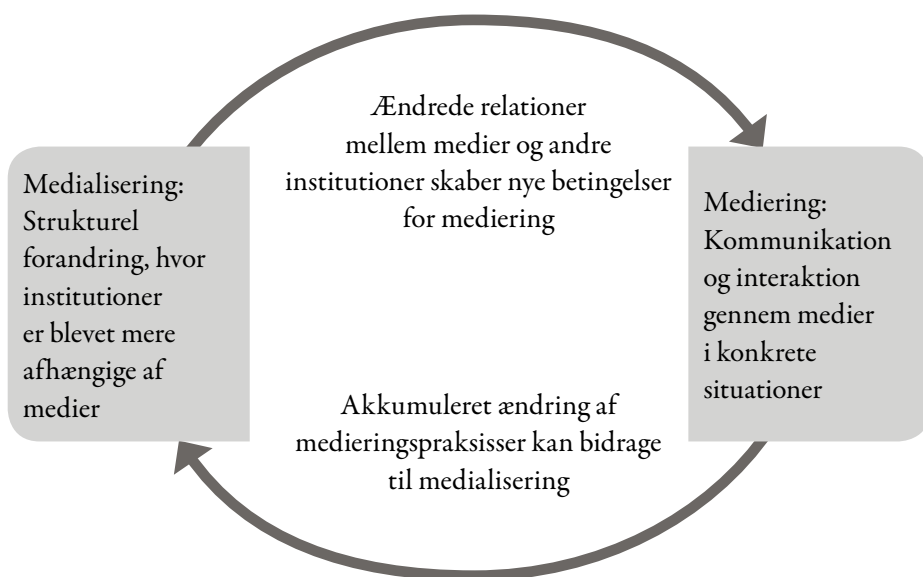 Ændrede relationer
mellem medier og andre
institutioner skaber nye betingelser
for mediering
Medialisering:
Strukturel
forandring, hvor
institutioner
er blevet mere
afhængige af
medier
Mediering:
Kommunikation
og interaktion
gennem medier
i konkrete
situationer
Akkumuleret ændring af
medieringspraksisser kan bidrage
til medialisering